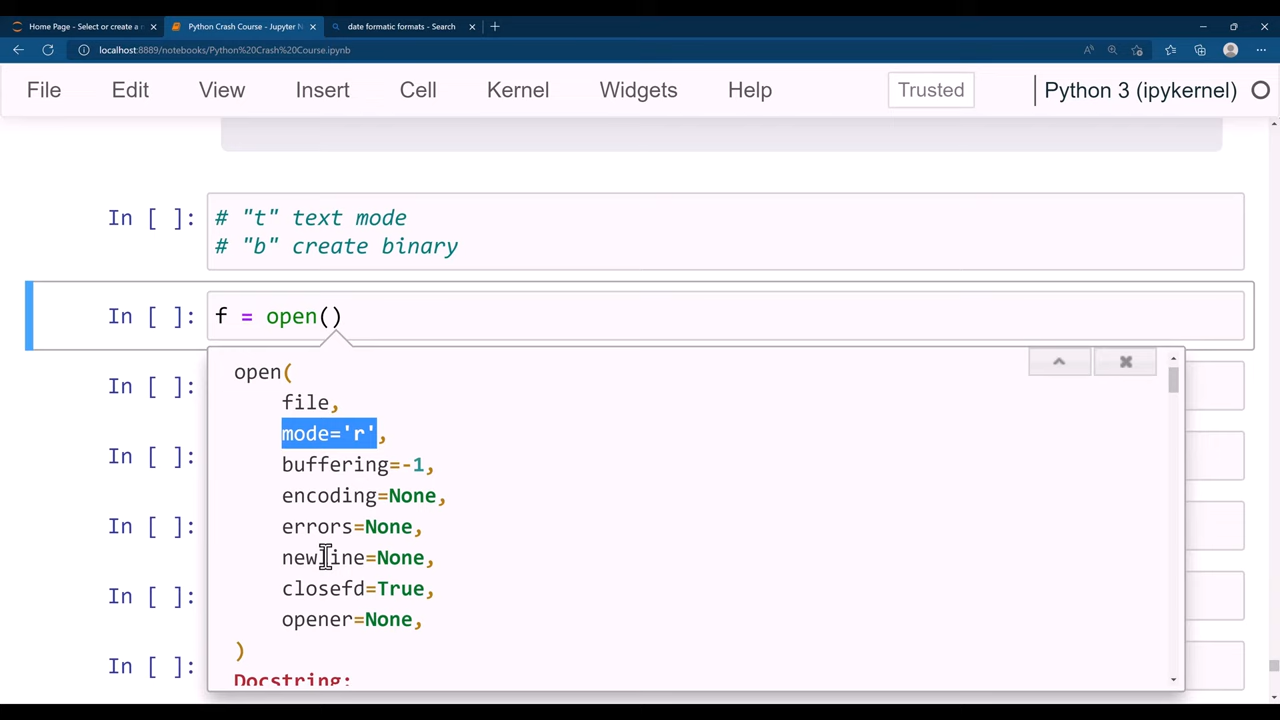 Home Page - Select or create a n
Python Crash Course - Jupyter N
date formatic formats - Search
localhost:8889/notebooks/Python%20Crash%20Course.ipynb
File Edit View Insert Cell Kernel Widgets Help Trusted Python 3 (ipykernel)
In [ ]: # "t" text mode
# "b" create binary
In [ ]: f = open()
open(
file,
mode='r',
buffering=-1,
encoding=None,
errors=None,
newline=None,
closefd=True,
opener=None,
)
Docstring:
In [ ]:
In [ ]:
In [ ]:
In [ ]:
In [ ]: